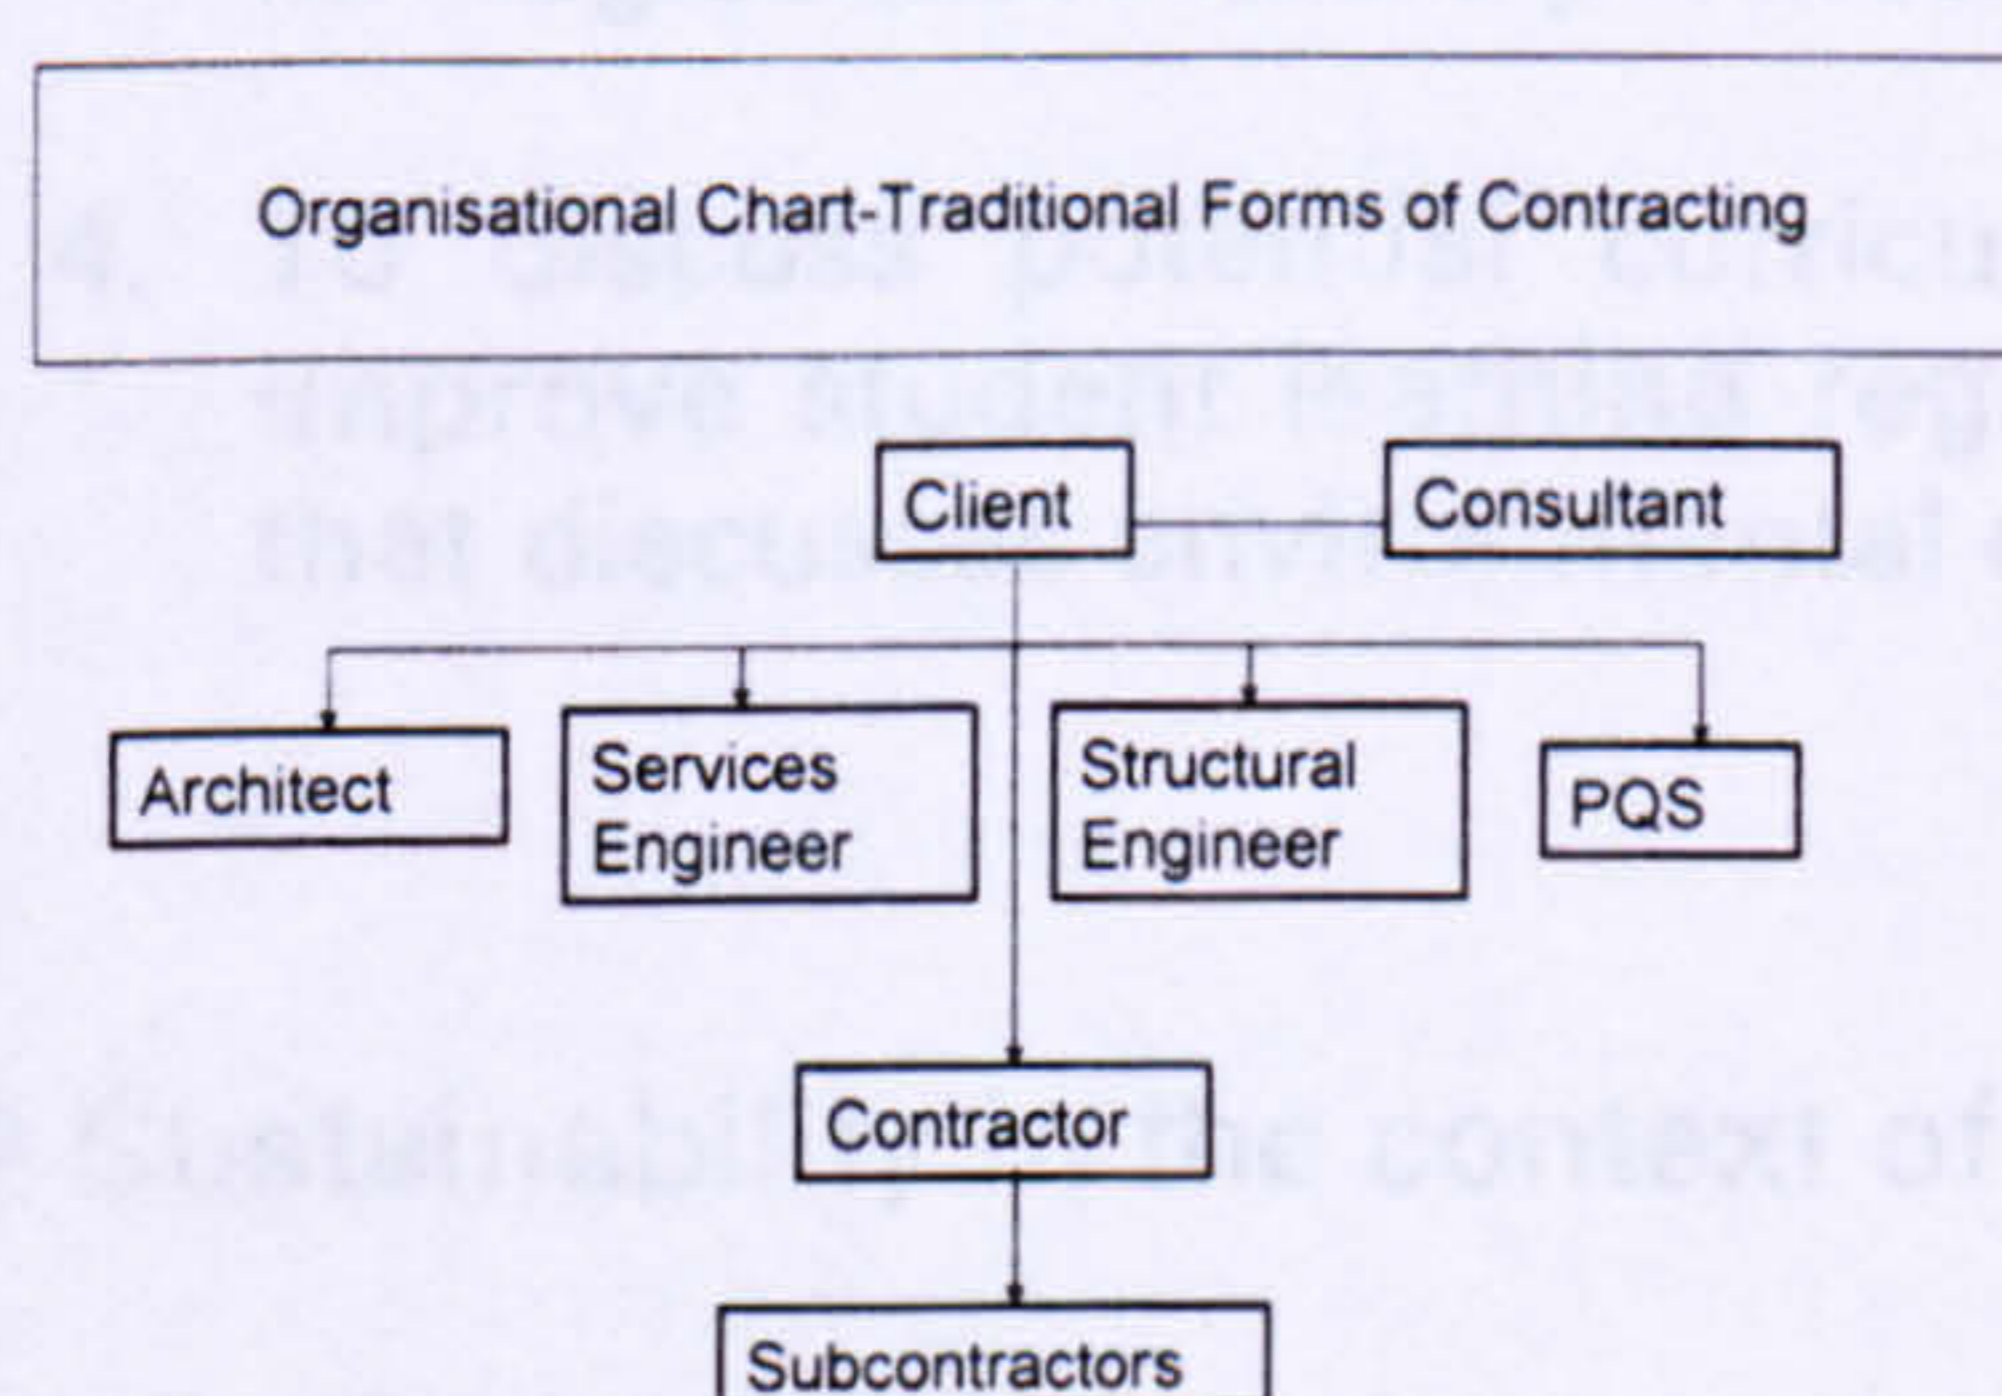 Organisational Chart-Traditional Forms of Contracting
Client
Consultant
Architect
Services
Engineer
Structural
Engineer
PQS
Contractor
Subcontractors